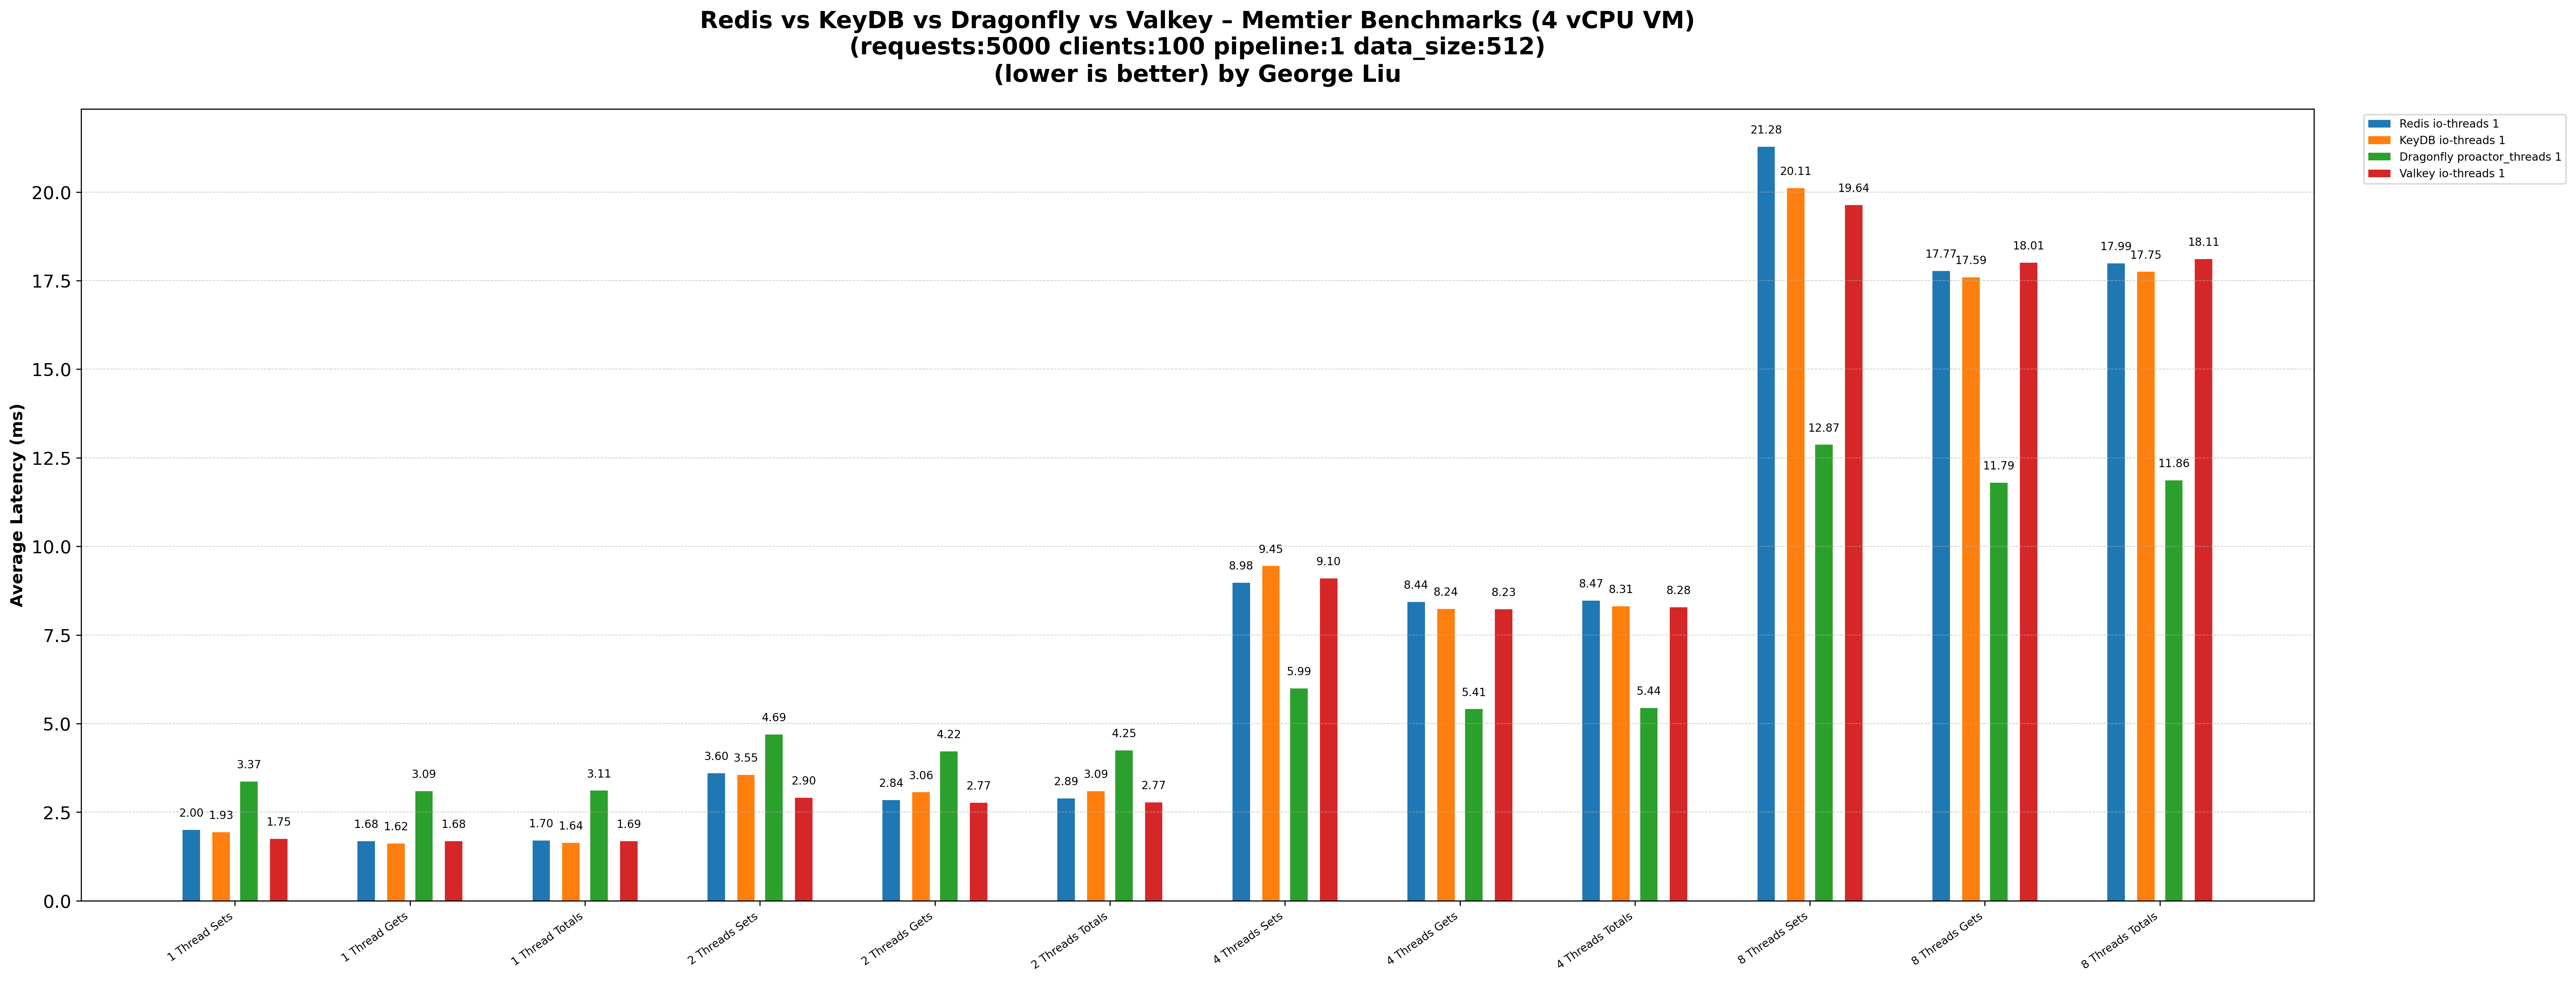 Redis vs KeyDB vs Dragonfly vs Valkey – Memtier Benchmarks (4 vCPU VM)
(requests:5000 clients:100 pipeline:1 data_size:512)
(lower is better) by George Liu
Redis io-threads 1
KeyDB io-threads 1
Dragonfly proactor_threads 1
Valkey io-threads 1
Average Latency (ms)
20.0
17.5
15.0
12.5
10.0
7.5
5.0
2.5
0.0
2.00 1.93 3.37 1.75
1.68 1.62 3.09 1.68
1.70 1.64 3.11 1.69
3.60 3.55 4.69 2.90
2.84 3.06 4.22 2.77
2.89 3.09 4.25 2.77
8.98 9.45 5.99 9.10
8.44 8.24 5.41 8.23
8.47 8.31 5.44 8.28
21.28 20.11 12.87 19.64
17.77 17.59 11.79 18.01
17.99 17.75 11.86 18.11
1 Thread Sets
1 Thread Gets
1 Thread Totals
2 Threads Sets
2 Threads Gets
2 Threads Totals
4 Threads Sets
4 Threads Gets
4 Threads Totals
8 Threads Sets
8 Threads Gets
8 Threads Totals